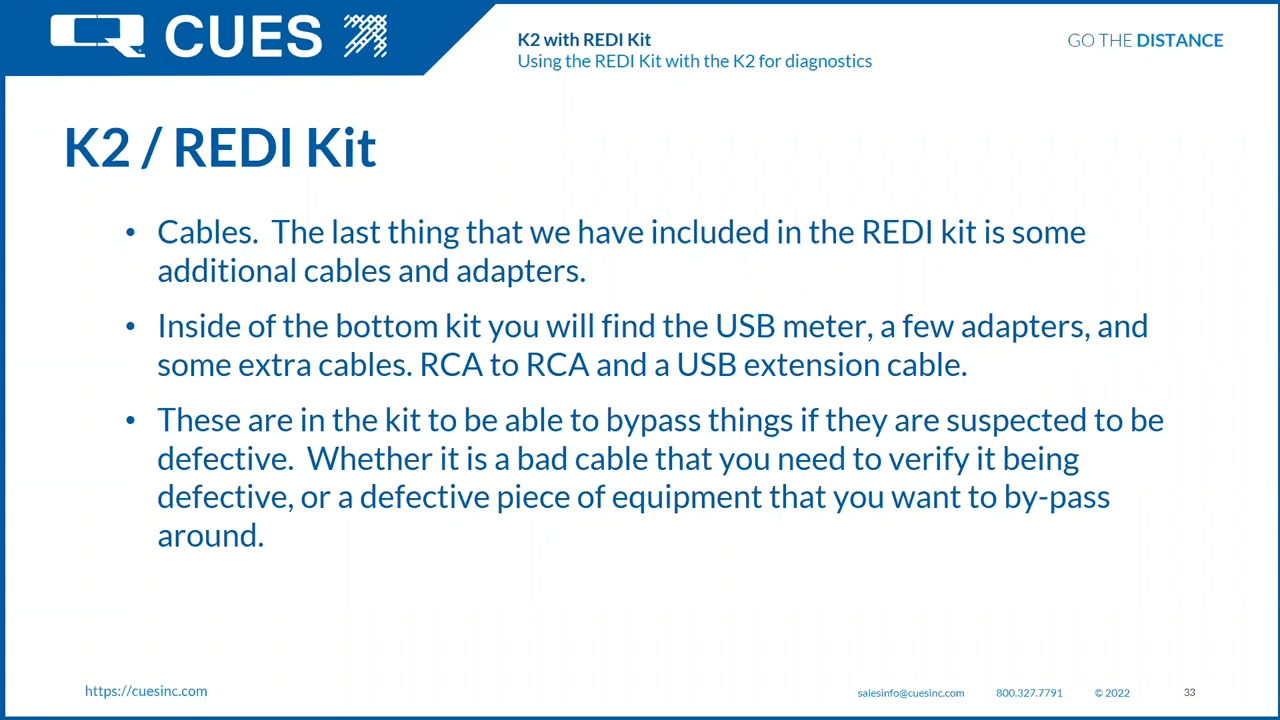 CUES
K2 with REDI Kit
Using the REDI Kit with the K2 for diagnostics
GO THE DISTANCE
K2 / REDI Kit
• Cables.  The last thing that we have included in the REDI kit is some
additional cables and adapters.
• Inside of the bottom kit you will find the USB meter, a few adapters, and
some extra cables. RCA to RCA and a USB extension cable.
• These are in the kit to be able to bypass things if they are suspected to be
defective.  Whether it is a bad cable that you need to verify it being
defective, or a defective piece of equipment that you want to by-pass
around.
https://cuesinc.com
salesinfo@cuesinc.com 800.327.7791 © 2022 33